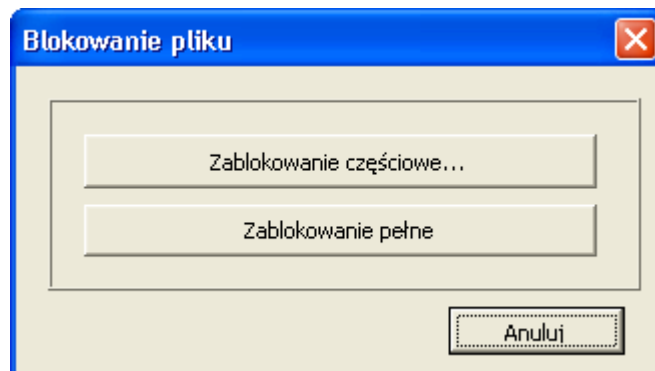 Blokowanie pliku
Zablokowanie częściowe...
Zablokowanie pełne
Anuluj